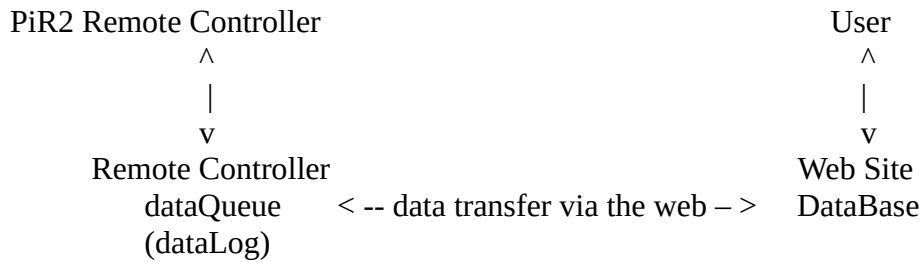 PiR2 Remote Controller User
^ ^
| |
v v
Remote Controller Web Site
dataQueue < -- data transfer via the web – > DataBase
(dataLog)